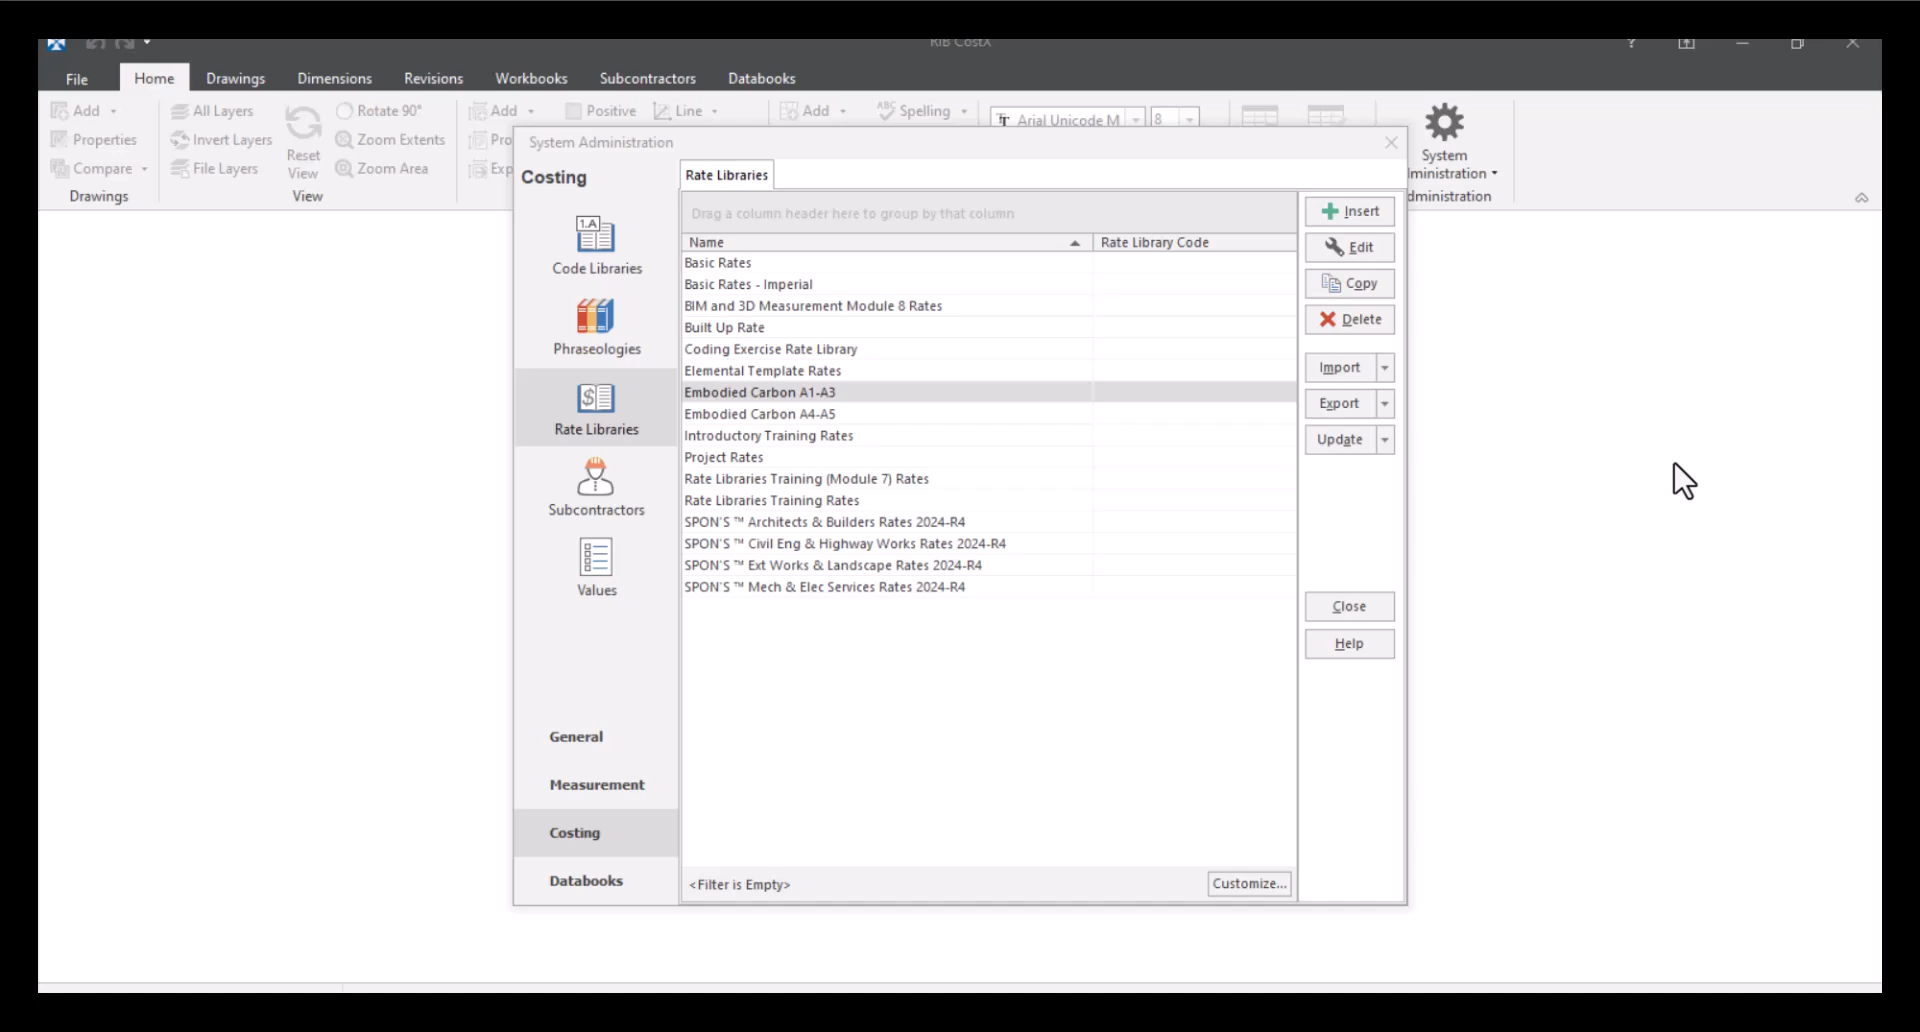 RIB CostX
File Home Drawings Dimensions Revisions Workbooks Subcontractors Databooks
Add All Layers Rotate 90° Add Positive Line Add Spelling Arial Unicode M 8
Properties Invert Layers Reset View Zoom Extents
Compare File Layers Zoom Area
Drawings View
System
ministration
dministration
System Administration
Costing
Rate Libraries
Code Libraries
Phraseologies
Rate Libraries
Subcontractors
Values
General
Measurement
Costing
Databooks
Drag a column header here to group by that column
Name Rate Library Code
Basic Rates
Basic Rates - Imperial
BIM and 3D Measurement Module 8 Rates
Built Up Rate
Coding Exercise Rate Library
Elemental Template Rates
Embodied Carbon A1-A3
Embodied Carbon A4-A5
Introductory Training Rates
Project Rates
Rate Libraries Training (Module 7) Rates
Rate Libraries Training Rates
SPON'S ™ Architects & Builders Rates 2024-R4
SPON'S ™ Civil Eng & Highway Works Rates 2024-R4
SPON'S ™ Ext Works & Landscape Rates 2024-R4
SPON'S ™ Mech & Elec Services Rates 2024-R4
<Filter is Empty> Customize...
Insert
Edit
Copy
Delete
Import
Export
Update
Close
Help